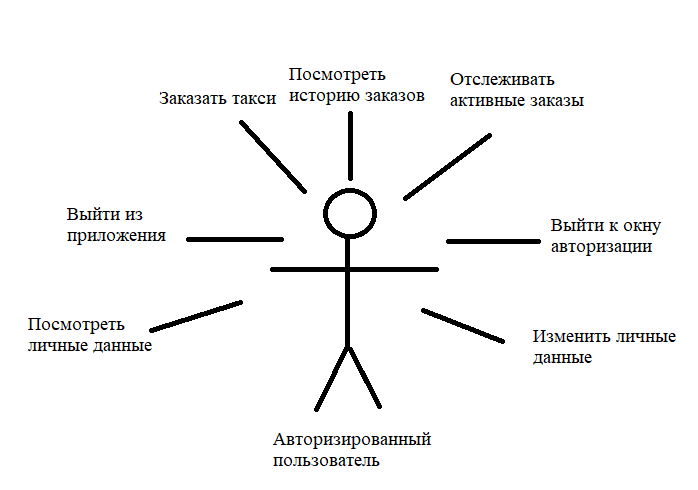 Заказать такси
Посмотреть
историю заказов
Отслеживать
активные заказы
Выйти из
приложения
Выйти к окну
авторизации
Посмотреть
личные данные
Изменить личные
данные
Авторизированный
пользователь